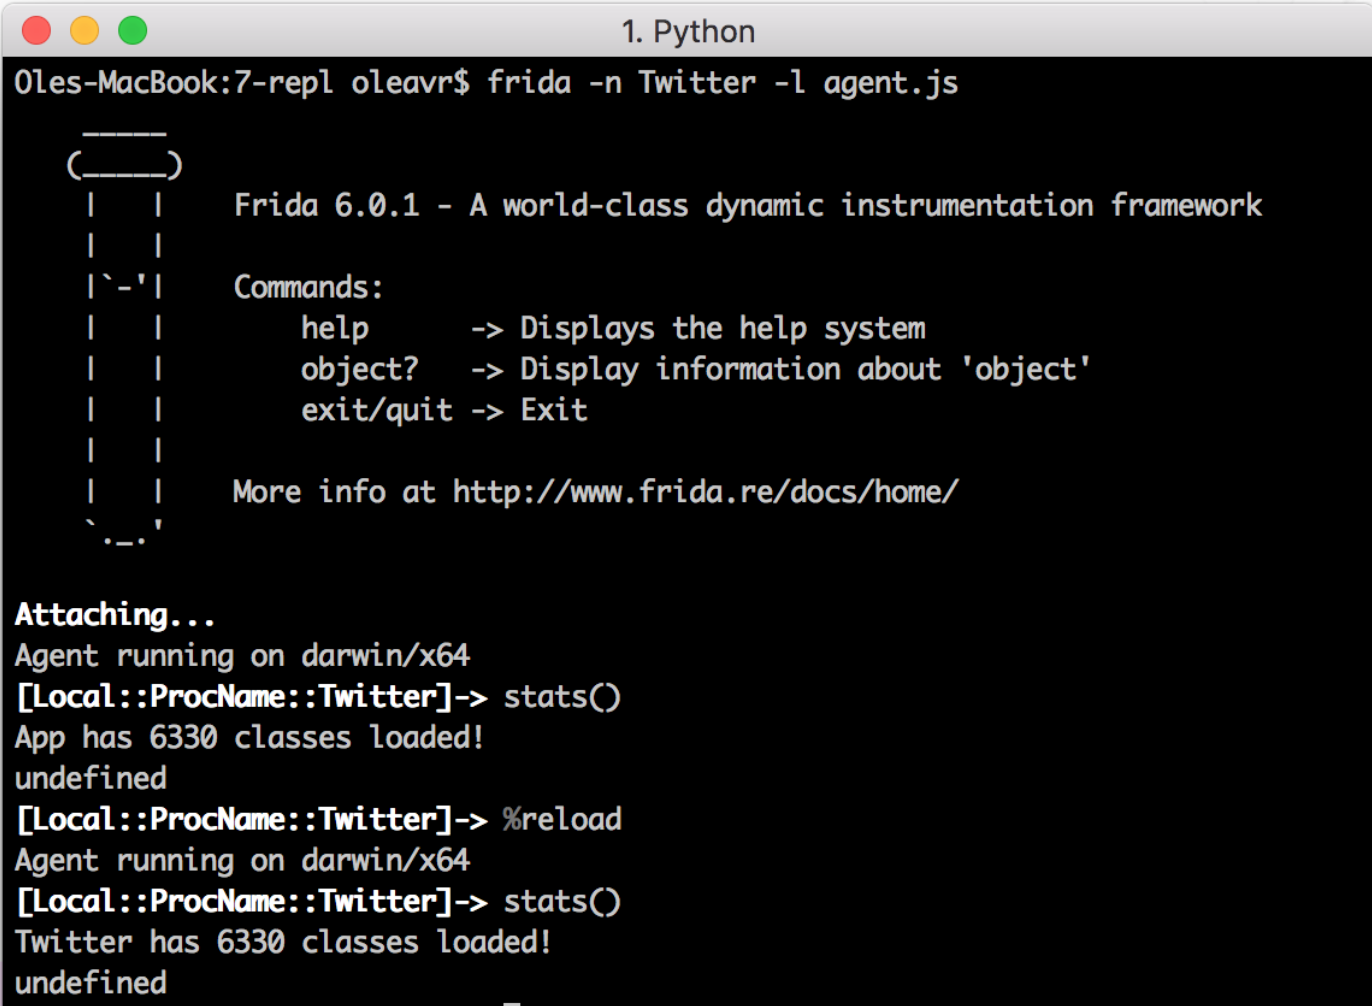 1. Python
Oles-MacBook:7-repl oleavr$ frida -n Twitter -l agent.js
     _____
    (_____)
     |   |    Frida 6.0.1 - A world-class dynamic instrumentation framework
     |   |
     |`-'|    Commands:
     |   |        help      -> Displays the help system
     |   |        object?   -> Display information about 'object'
     |   |        exit/quit -> Exit
     |   |
     |   |    More info at http://www.frida.re/docs/home/
     `._.'
Attaching...
Agent running on darwin/x64
[Local::ProcName::Twitter]-> stats()
App has 6330 classes loaded!
undefined
[Local::ProcName::Twitter]-> %reload
Agent running on darwin/x64
[Local::ProcName::Twitter]-> stats()
Twitter has 6330 classes loaded!
undefined